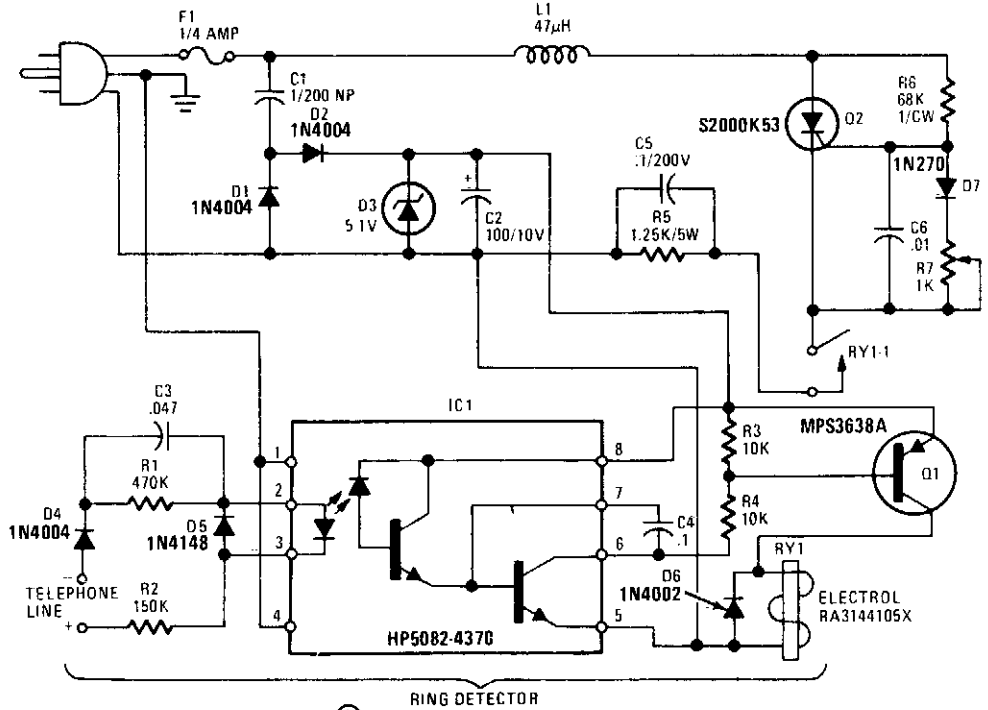 F1
1/4 AMP
L1
47µH
C1
1/200 NP
D2
1N4004
D1
1N4004
D3
5.1V
C2
100/10V
+
C5
.1/200V
R5
1.25K/5W
S2000K53
Q2
R6
68K
1/CW
1N270
D7
C6
.01
R7
1K
RY1-1
C3
.047
R1
470K
D4
1N4004
D5
1N4148
TELEPHONE
LINE
-
+
R2
150K
IC1
1
2
3
4
8
7
6
5
HP5082-437C
R3
10K
R4
10K
C4
.1
MPS3638A
Q1
D6
1N4002
RY1
ELECTROL
RA3144105X
RING DETECTOR